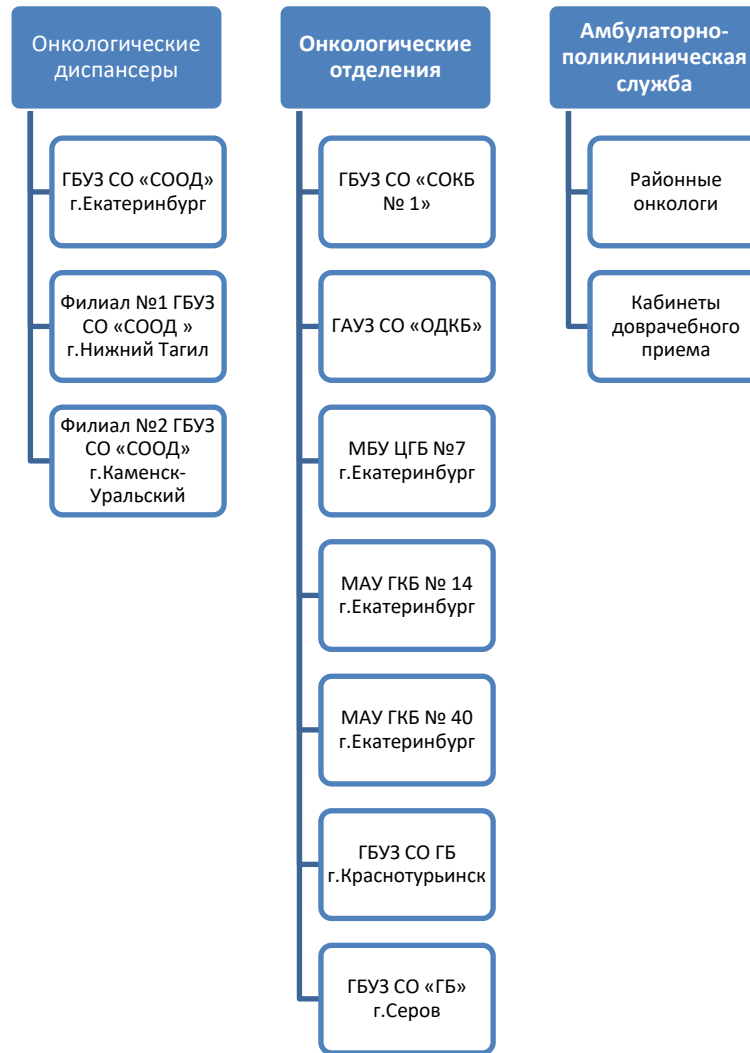 Онкологические
диспансеры
ГБУЗ СО «СООД»
г.Екатеринбург
Филиал №1 ГБУЗ
СО «СООД »
г.Нижний Тагил
Филиал №2 ГБУЗ
СО «СООД»
г.Каменск-
Уральский
Онкологические
отделения
ГБУЗ СО «СОКБ
№ 1»
ГАУЗ СО «ОДКБ»
МБУ ЦГБ №7
г.Екатеринбург
МАУ ГКБ № 14
г.Екатеринбург
МАУ ГКБ № 40
г.Екатеринбург
ГБУЗ СО ГБ
г.Краснотурьинск
ГБУЗ СО «ГБ»
г.Серов
Амбулаторно-
поликлиническая
служба
Районные
онкологи
Кабинеты
доврачебного
приема